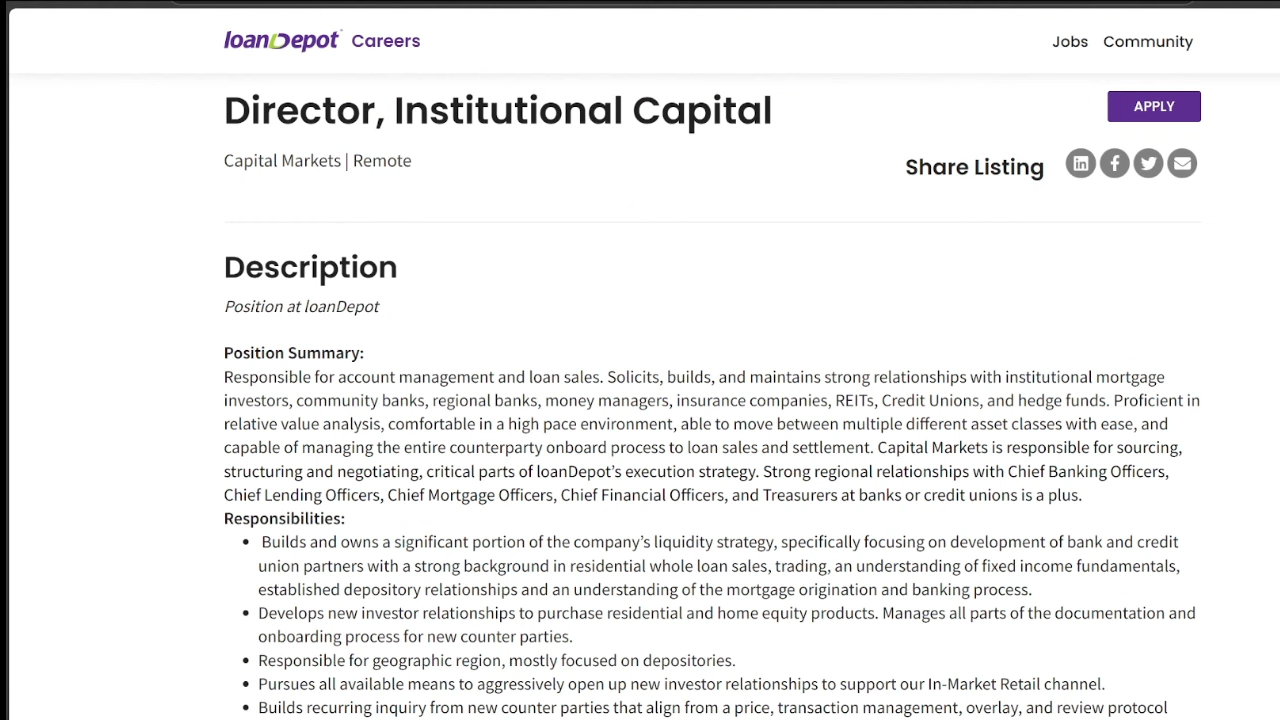 loanDepot Careers
Jobs Community
Director, Institutional Capital
APPLY
Capital Markets | Remote
Share Listing
Description
Position at loanDepot
Position Summary:
Responsible for account management and loan sales. Solicits, builds, and maintains strong relationships with institutional mortgage
investors, community banks, regional banks, money managers, insurance companies, REITs, Credit Unions, and hedge funds. Proficient in
relative value analysis, comfortable in a high pace environment, able to move between multiple different asset classes with ease, and
capable of managing the entire counterparty onboard process to loan sales and settlement. Capital Markets is responsible for sourcing,
structuring and negotiating, critical parts of loanDepot’s execution strategy. Strong regional relationships with Chief Banking Officers,
Chief Lending Officers, Chief Mortgage Officers, Chief Financial Officers, and Treasurers at banks or credit unions is a plus.
Responsibilities:
• Builds and owns a significant portion of the company’s liquidity strategy, specifically focusing on development of bank and credit
union partners with a strong background in residential whole loan sales, trading, an understanding of fixed income fundamentals,
established depository relationships and an understanding of the mortgage origination and banking process.
• Develops new investor relationships to purchase residential and home equity products. Manages all parts of the documentation and
onboarding process for new counter parties.
• Responsible for geographic region, mostly focused on depositories.
• Pursues all available means to aggressively open up new investor relationships to support our In-Market Retail channel.
• Builds recurring inquiry from new counter parties that align from a price, transaction management, overlay, and review protocol